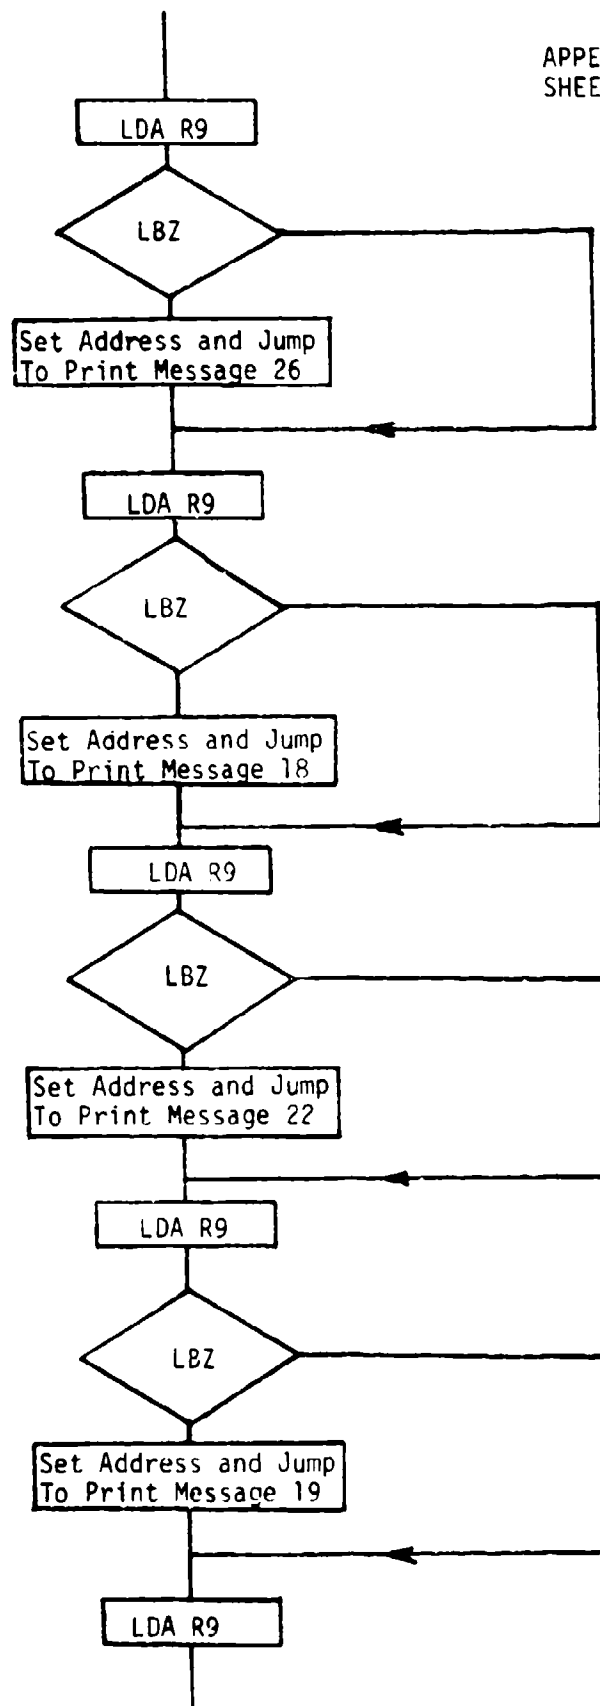 APPE
SHEE
LDA R9
LBZ
Set Address and Jump
To Print Message 26
LDA R9
LBZ
Set Address and Jump
To Print Message 18
LDA R9
LBZ
Set Address and Jump
To Print Message 22
LDA R9
LBZ
Set Address and Jump
To Print Message 19
LDA R9